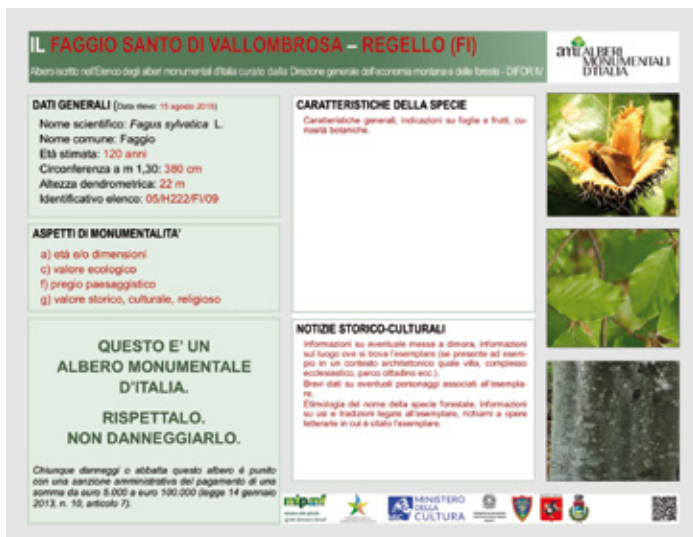 IL FAGGIO SANTO DI VALLOMBROSA – REGELLO (FI)
Albero iscritto nell'Elenco degli alberi monumentali d'Italia curato dalla Direzione generale dell'economia montana e delle foreste - DIFOR IV
ami ALBERI
MONUMENTALI
D'ITALIA
DATI GENERALI (Data rilievo: 15 agosto 2015)
Nome scientifico: Fagus sylvatica L.
Nome comune: Faggio
Età stimata: 120 anni
Circonferenza a m 1,30: 380 cm
Altezza dendrometrica: 22 m
Identificativo elenco: 05/H222/FI/09
ASPETTI DI MONUMENTALITA'
a) età e/o dimensioni
c) valore ecologico
f) pregio paesaggistico
g) valore storico, culturale, religioso
QUESTO E' UN
ALBERO MONUMENTALE
D'ITALIA.
RISPETTALO.
NON DANNEGGIARLO.
Chiunque danneggi o abbatta questo albero è punito
con una sanzione amministrativa del pagamento di una
somma da euro 5.000 a euro 100.000 (legge 14 gennaio
2013, n. 10, articolo 7).
CARATTERISTICHE DELLA SPECIE
Caratteristiche generali, indicazioni su foglie e frutti, cu-
riosità botaniche.
NOTIZIE STORICO-CULTURALI
Informazioni su eventuale messa a dimora, informazioni
sul luogo ove si trova l'esemplare (se presente ad esem-
pio in un contesto architettonico quale villa, complesso
ecclesiastico, parco cittadino ecc.).
Brevi dati su eventuali personaggi associati all'esempla-
re.
Etimologia del nome della specie forestale, informazioni
su usi e tradizioni legate all'esemplare, richiami a opere
letterarie in cui è citato l'esemplare.
mipaaf
MINISTERO
DELLA
CULTURA